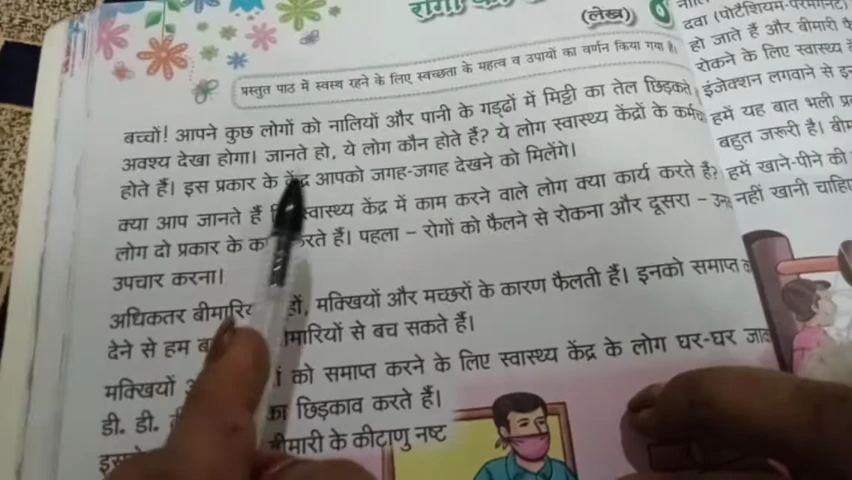 (लेख)
प्रस्तुत पाठ में स्वस्थ रहने के लिए स्वच्छता के महत्व व उपायों का वर्णन किया गया है।
बच्चों! आपने कुछ लोगों को नालियों और पानी के गड्ढों में मिट्टी का तेल छिड़कते
अवश्य देखा होगा। जानते हो, ये लोग कौन होते हैं? ये लोग स्वास्थ्य केंद्रों के
होते हैं। इस प्रकार के केंद्र आपको जगह-जगह देखने को मिलेंगे।
क्या आप जानते हैं स्वास्थ्य केंद्र में काम करने वाले लोग क्या कार्य करते हैं?
लोग दो प्रकार के हैं। पहला – रोगों को फैलने से रोकना और दूसरा –
उपचार करना।
अधिकतर मक्खियों और मच्छरों के कारण फैलती हैं। इनको समाप्त
देने से हम से बच सकते हैं।
मक्खियों को समाप्त करने के लिए स्वास्थ्य केंद्र के लोग घर-घर
डी. डी. का छिड़काव करते हैं।
बीमारी के कीटाणु नष्ट
दवा (पोटैशियम-परमैगनेट)
हो जाते हैं और बीमारी
रोकने के लिए स्वास्थ्य
इंजेक्शन लगवाने से
हमें यह बात भली
बहुत जरूरी है।
हमें खाने-पीने की
नहीं खानी